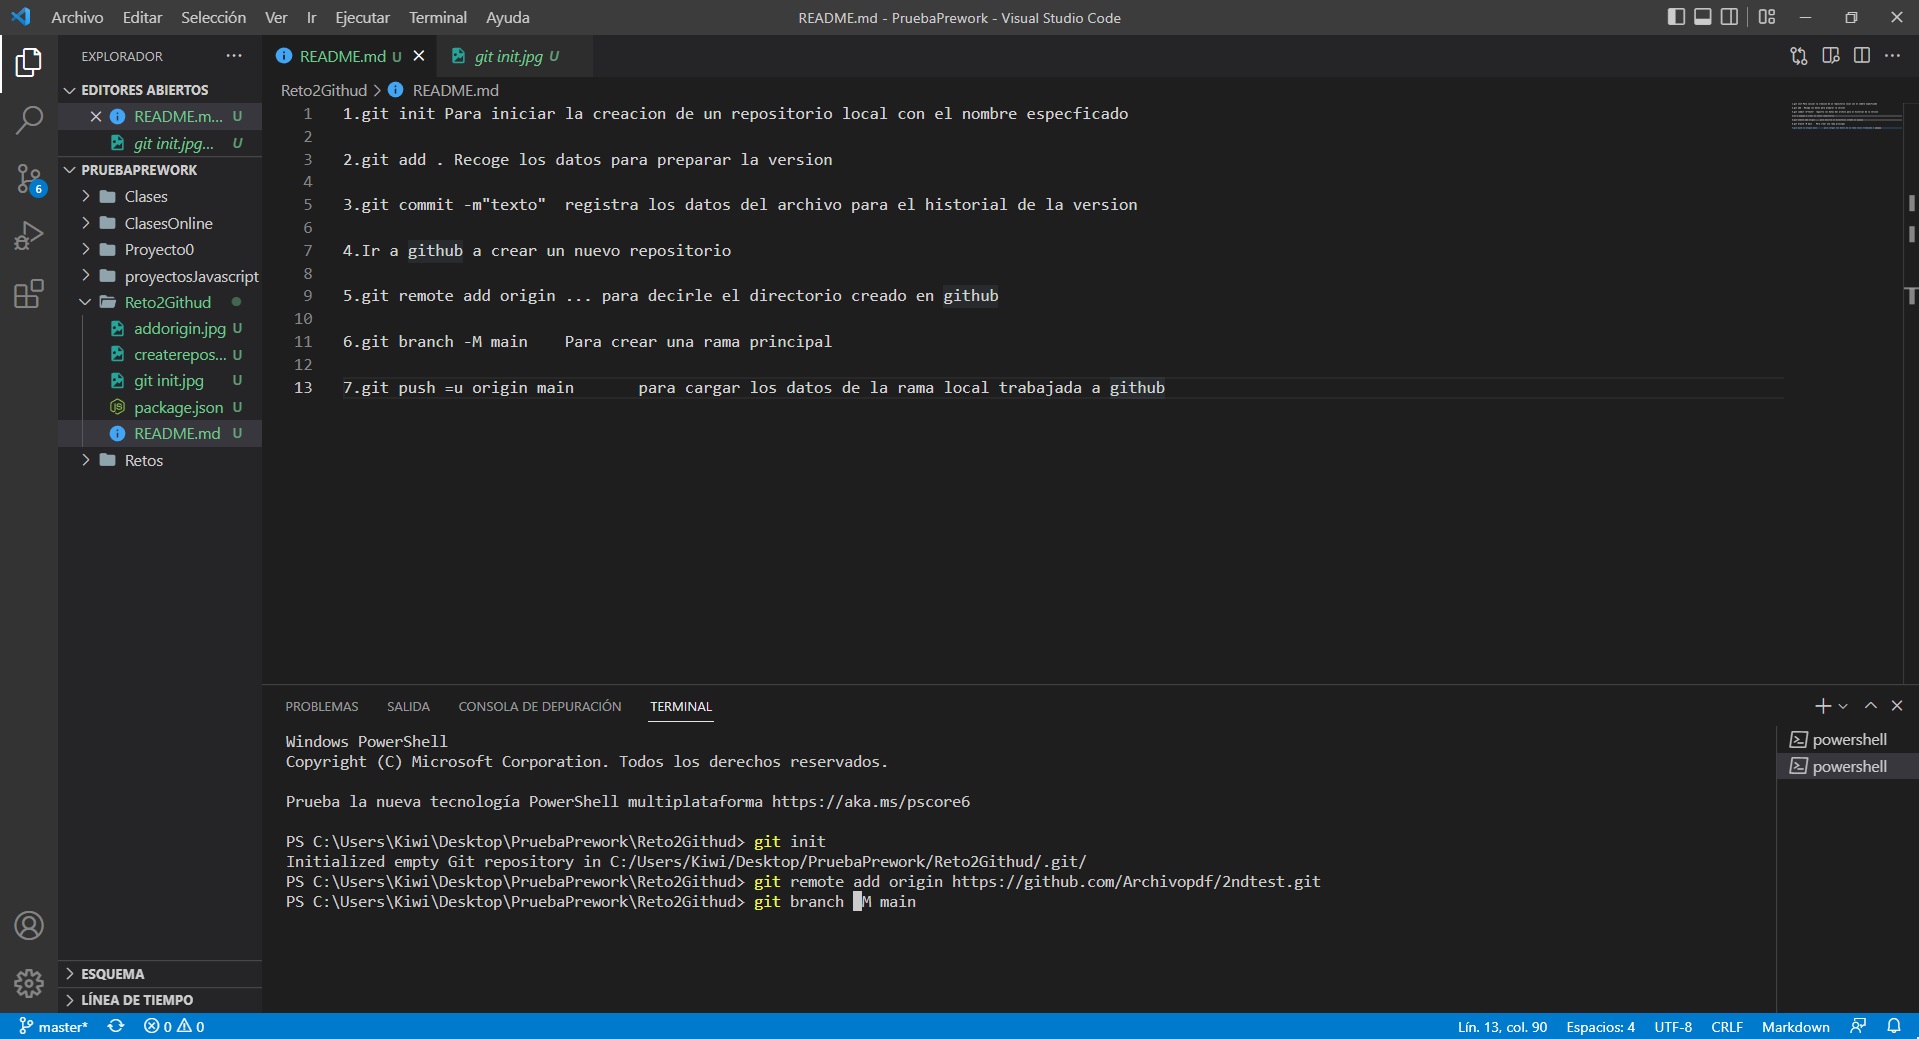 Archivo Editar Selección Ver Ir Ejecutar Terminal Ayuda
README.md - PruebaPrework - Visual Studio Code
EXPLORADOR ...
EDITORES ABIERTOS
README.m... U
git init.jpg... U
PRUEBAPREWORK
Clases
ClasesOnline
Proyecto0
proyectosJavascript
Reto2Githud
addorigin.jpg U
createrepos... U
git init.jpg U
package.json U
README.md U
Retos
ESQUEMA
LÍNEA DE TIEMPO
6
README.md U
git init.jpg U
Reto2Githud > README.md
1 1.git init Para iniciar la creacion de un repositorio local con el nombre especficado
2
3 2.git add . Recoge los datos para preparar la version
4
5 3.git commit -m"texto"  registra los datos del archivo para el historial de la version
6
7 4.Ir a github a crear un nuevo repositorio
8
9 5.git remote add origin ... para decirle el directorio creado en github
10
11 6.git branch -M main    Para crear una rama principal
12
13 7.git push =u origin main       para cargar los datos de la rama local trabajada a github
PROBLEMAS SALIDA CONSOLA DE DEPURACIÓN TERMINAL
Windows PowerShell
Copyright (C) Microsoft Corporation. Todos los derechos reservados.
Prueba la nueva tecnología PowerShell multiplataforma https://aka.ms/pscore6
PS C:\Users\Kiwi\Desktop\PruebaPrework\Reto2Githud> git init
Initialized empty Git repository in C:/Users/Kiwi/Desktop/PruebaPrework/Reto2Githud/.git/
PS C:\Users\Kiwi\Desktop\PruebaPrework\Reto2Githud> git remote add origin https://github.com/Archivopdf/2ndtest.git
PS C:\Users\Kiwi\Desktop\PruebaPrework\Reto2Githud> git branch M main
powershell
powershell
master* 0 0
Lín. 13, col. 90 Espacios: 4 UTF-8 CRLF Markdown